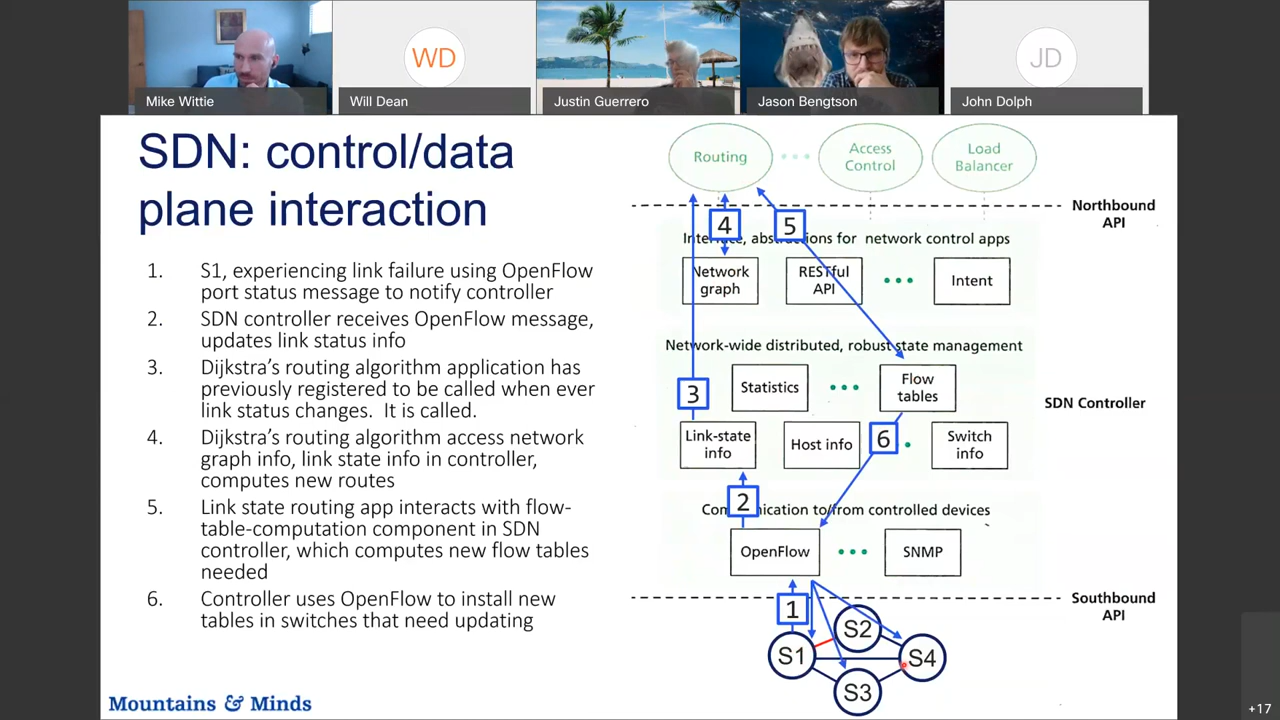 WD
JD
Mike Wittie
Will Dean
Justin Guerrero
Jason Bengtson
John Dolph
SDN: control/data
plane interaction
1. S1, experiencing link failure using OpenFlow
port status message to notify controller
2. SDN controller receives OpenFlow message,
updates link status info
3. Dijkstra's routing algorithm application has
previously registered to be called when ever
link status changes. It is called.
4. Dijkstra's routing algorithm access network
graph info, link state info in controller,
computes new routes
5. Link state routing app interacts with flow-
table-computation component in SDN
controller, which computes new flow tables
needed
6. Controller uses OpenFlow to install new
tables in switches that need updating
Mountains & Minds
Routing
Access
Control
Load
Balancer
Northbound
API
4
5
Interface, abstractions for network control apps
Network
graph
RESTful
API
Intent
Network-wide distributed, robust state management
3
Statistics
Flow
tables
SDN Controller
Link-state
info
Host info
6
Switch
info
2
Communication to/from controlled devices
OpenFlow
SNMP
Southbound
API
1
S2
S1
S4
S3
+17